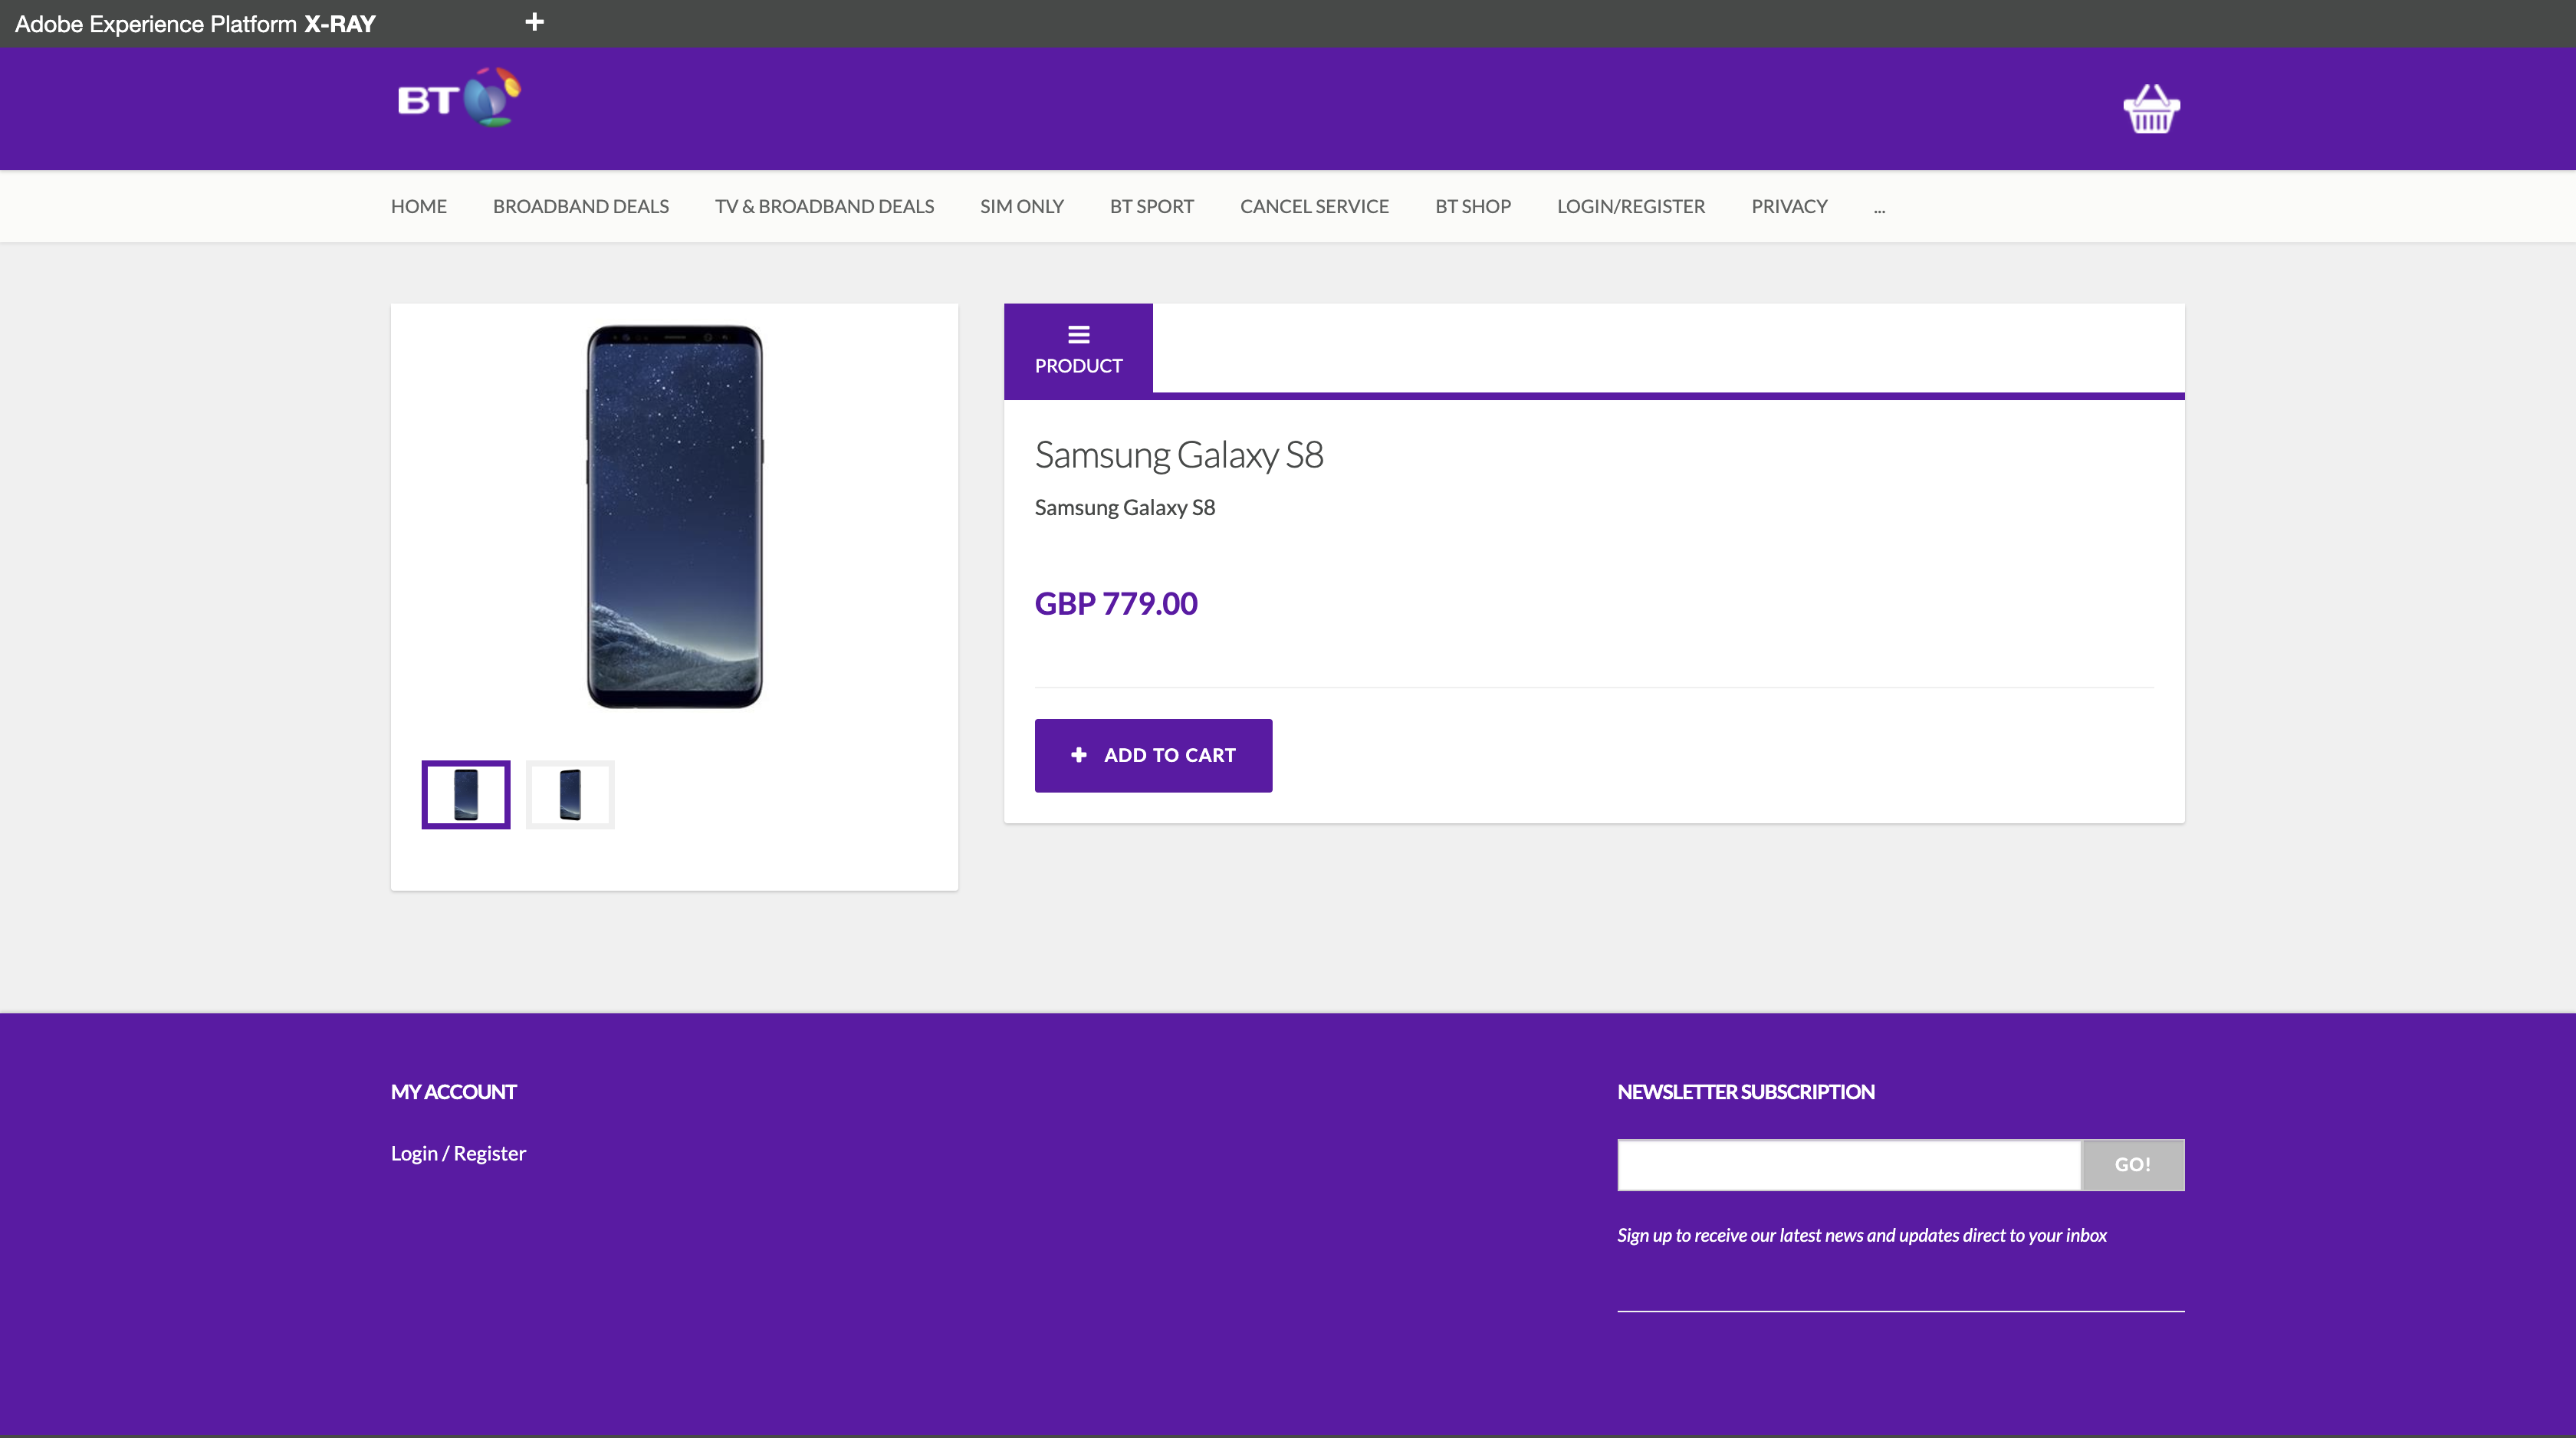 Adobe Experience Platform X-RAY
BT
HOME BROADBAND DEALS TV & BROADBAND DEALS SIM ONLY BT SPORT CANCEL SERVICE BT SHOP LOGIN/REGISTER PRIVACY ...
PRODUCT
Samsung Galaxy S8
Samsung Galaxy S8
GBP 779.00
ADD TO CART
MY ACCOUNT
Login / Register
NEWSLETTER SUBSCRIPTION
GO!
Sign up to receive our latest news and updates direct to your inbox